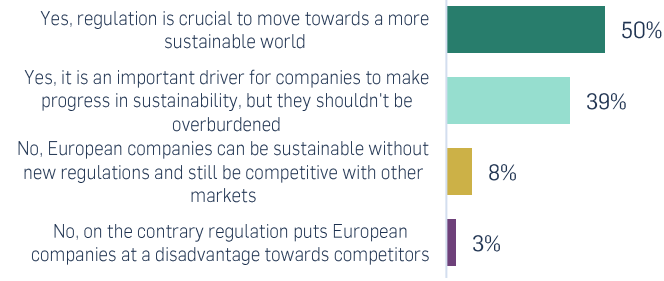 Yes, regulation is crucial to move towards a more
sustainable world
50%
Yes, it is an important driver for companies to make
progress in sustainability, but they shouldn't be
overburdened
39%
No, European companies can be sustainable without
new regulations and still be competitive with other
markets
8%
No, on the contrary regulation puts European
companies at a disadvantage towards competitors
3%